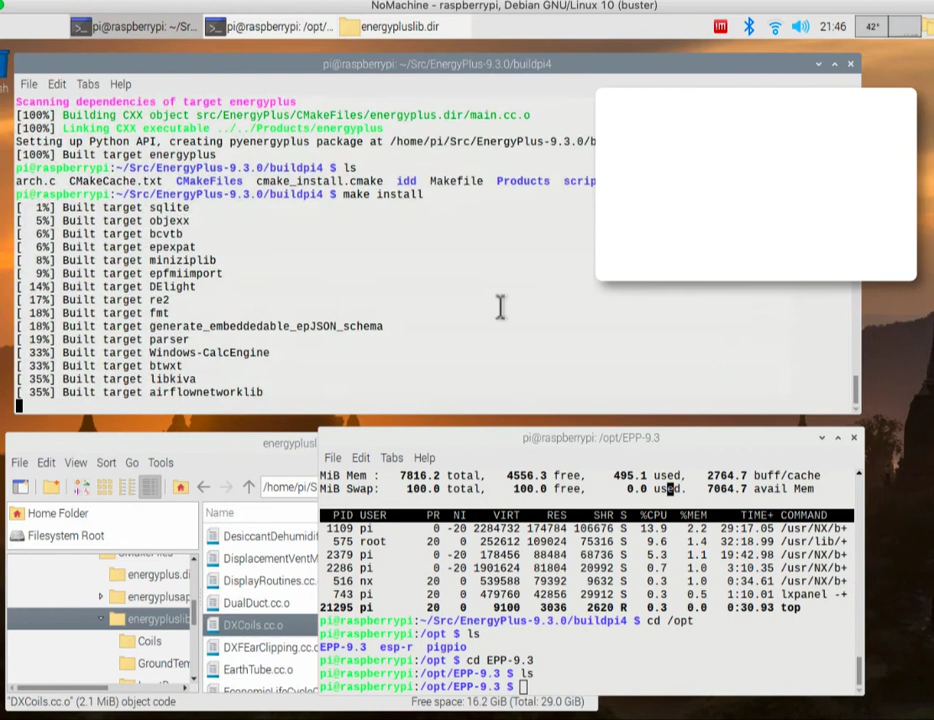 NoMachine - raspberrypi, Debian GNU/Linux 10 (buster)
pi@raspberrypi: ~/Sr... pi@raspberrypi: /opt/... energypluslib.dir 21:46 42°
pi@raspberrypi: ~/Src/EnergyPlus-9.3.0/buildpi4
File Edit Tabs Help
Scanning dependencies of target energyplus
[100%] Building CXX object src/EnergyPlus/CMakeFiles/energyplus.dir/main.cc.o
[100%] Linking CXX executable ../../Products/energyplus
Setting up Python API, creating pyenergyplus package at /home/pi/Src/EnergyPlus-9.3.0/b
[100%] Built target energyplus
pi@raspberrypi:~/Src/EnergyPlus-9.3.0/buildpi4 $ ls
arch.c CMakeCache.txt CMakeFiles cmake_install.cmake idd Makefile Products scrip
pi@raspberrypi:~/Src/EnergyPlus-9.3.0/buildpi4 $ make install
[ 1%] Built target sqlite
[ 5%] Built target objexx
[ 6%] Built target bcvtb
[ 6%] Built target epexpat
[ 8%] Built target miniziplib
[ 9%] Built target epfmiimport
[ 14%] Built target DElight
[ 17%] Built target re2
[ 18%] Built target fmt
[ 18%] Built target generate_embeddedable_epJSON_schema
[ 19%] Built target parser
[ 33%] Built target Windows-CalcEngine
[ 33%] Built target btwxt
[ 35%] Built target libkiva
[ 35%] Built target airflownetworklib
energyplusl
File Edit View Sort Go Tools
/home/pi/S
Home Folder
Filesystem Root
energyplus.di
energyplusap
energypluslib
Coils
GroundTem
Name
DesiccantDehumidif
DisplacementVentM
DisplayRoutines.cc.
DualDuct.cc.o
DXCoils.cc.o
DXFEarClipping.cc.o
EarthTube.cc.o
EconomicLifeCycleC
"DXCoils.cc.o" (2.1 MiB) object code Free space: 16.2 GiB (Total: 29.0 GiB)
pi@raspberrypi: /opt/EPP-9.3
File Edit Tabs Help
MiB Mem : 7816.2 total, 4556.3 free, 495.1 used, 2764.7 buff/cache
MiB Swap: 100.0 total, 100.0 free, 0.0 used. 7064.7 avail Mem
PID USER PR NI VIRT RES SHR S %CPU %MEM TIME+ COMMAND
1109 pi 0 -20 2284732 174784 106676 S 13.9 2.2 29:17.05 /usr/NX/b+
575 root 20 0 252612 109024 75316 S 9.6 1.4 32:18.99 /usr/lib/+
2379 pi 0 -20 178456 88484 68736 S 5.3 1.1 19:42.98 /usr/NX/b+
2286 pi 0 -20 1901624 81816 20992 S 0.7 1.0 3:10.35 /usr/NX/b+
516 nx 20 0 539588 79392 9632 S 0.3 1.0 0:34.61 /usr/NX/b+
743 pi 20 0 479760 42656 29912 S 0.3 0.5 1:10.01 lxpanel -+
21295 pi 20 0 9100 3036 2620 R 0.3 0.0 0:30.93 top
pi@raspberrypi:~/Src/EnergyPlus-9.3.0/buildpi4 $ cd /opt
pi@raspberrypi:/opt $ ls
EPP-9.3 esp-r pigpio
pi@raspberrypi:/opt $ cd EPP-9.3
pi@raspberrypi:/opt/EPP-9.3 $ ls
pi@raspberrypi:/opt/EPP-9.3 $